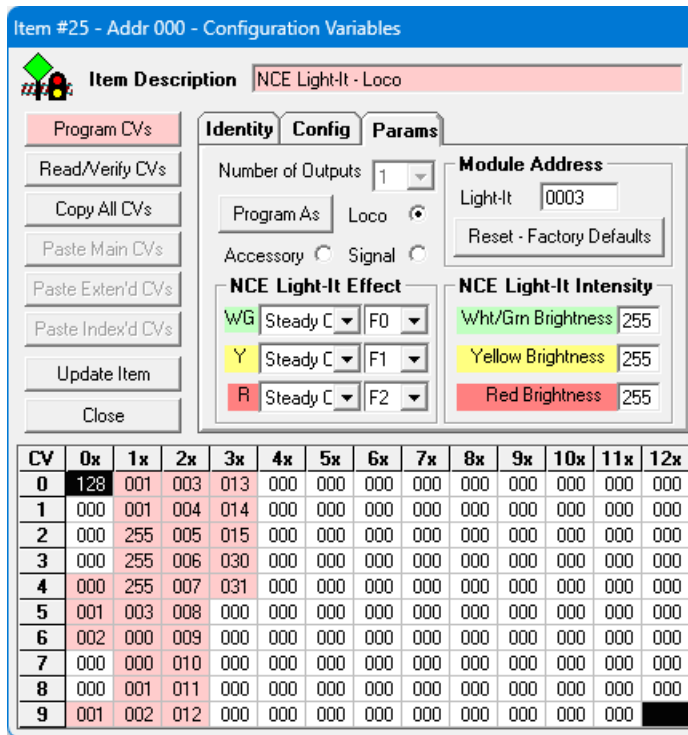 Item #25 - Addr 000 - Configuration Variables
Item Description NCE Light-It - Loco
Program CVs
Read/Verify CVs
Copy All CVs
Paste Main CVs
Paste Exten'd CVs
Paste Index'd CVs
Update Item
Close
Identity Config Params
Number of Outputs 1
Program As Loco
Accessory Signal
Module Address
Light-It 0003
Reset - Factory Defaults
NCE Light-It Effect
WG Steady C F0
Y Steady C F1
R Steady C F2
NCE Light-It Intensity
Wht/Grn Brightness 255
Yellow Brightness 255
Red Brightness 255
CV 0x 1x 2x 3x 4x 5x 6x 7x 8x 9x 10x 11x 12x
0 128 001 003 013 000 000 000 000 000 000 000 000 000
1 000 001 004 014 000 000 000 000 000 000 000 000 000
2 000 255 005 015 000 000 000 000 000 000 000 000 000
3 000 255 006 030 000 000 000 000 000 000 000 000 000
4 000 255 007 031 000 000 000 000 000 000 000 000 000
5 001 003 008 000 000 000 000 000 000 000 000 000 000
6 002 000 009 000 000 000 000 000 000 000 000 000 000
7 000 000 010 000 000 000 000 000 000 000 000 000 000
8 000 001 011 000 000 000 000 000 000 000 000 000 000
9 001 002 012 000 000 000 000 000 000 000 000 000